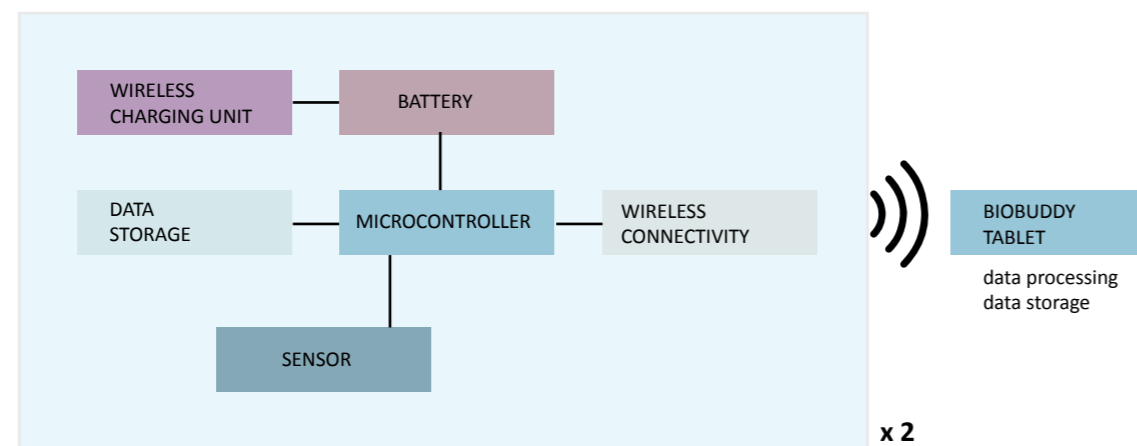 WIRELESS
CHARGING UNIT
BATTERY
DATA
STORAGE
MICROCONTROLLER
WIRELESS
CONNECTIVITY
BIOBUDDY
TABLET
data processing
data storage
SENSOR
x 2